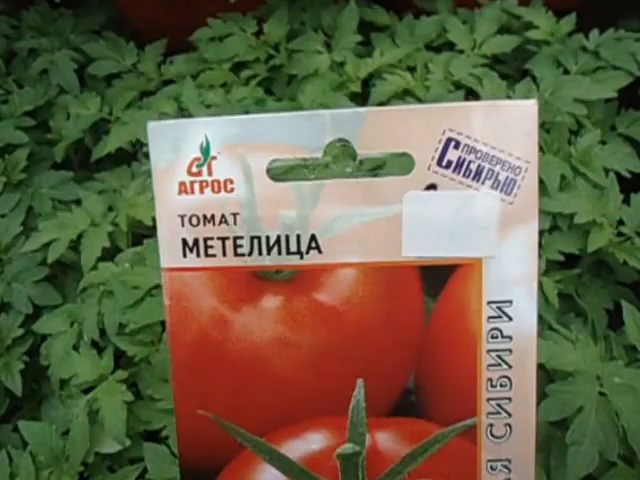 АГРОС
ПРОВЕРЕНО
СИБИРЬЮ
ТОМАТ
МЕТЕЛИЦА
СИБИРИ